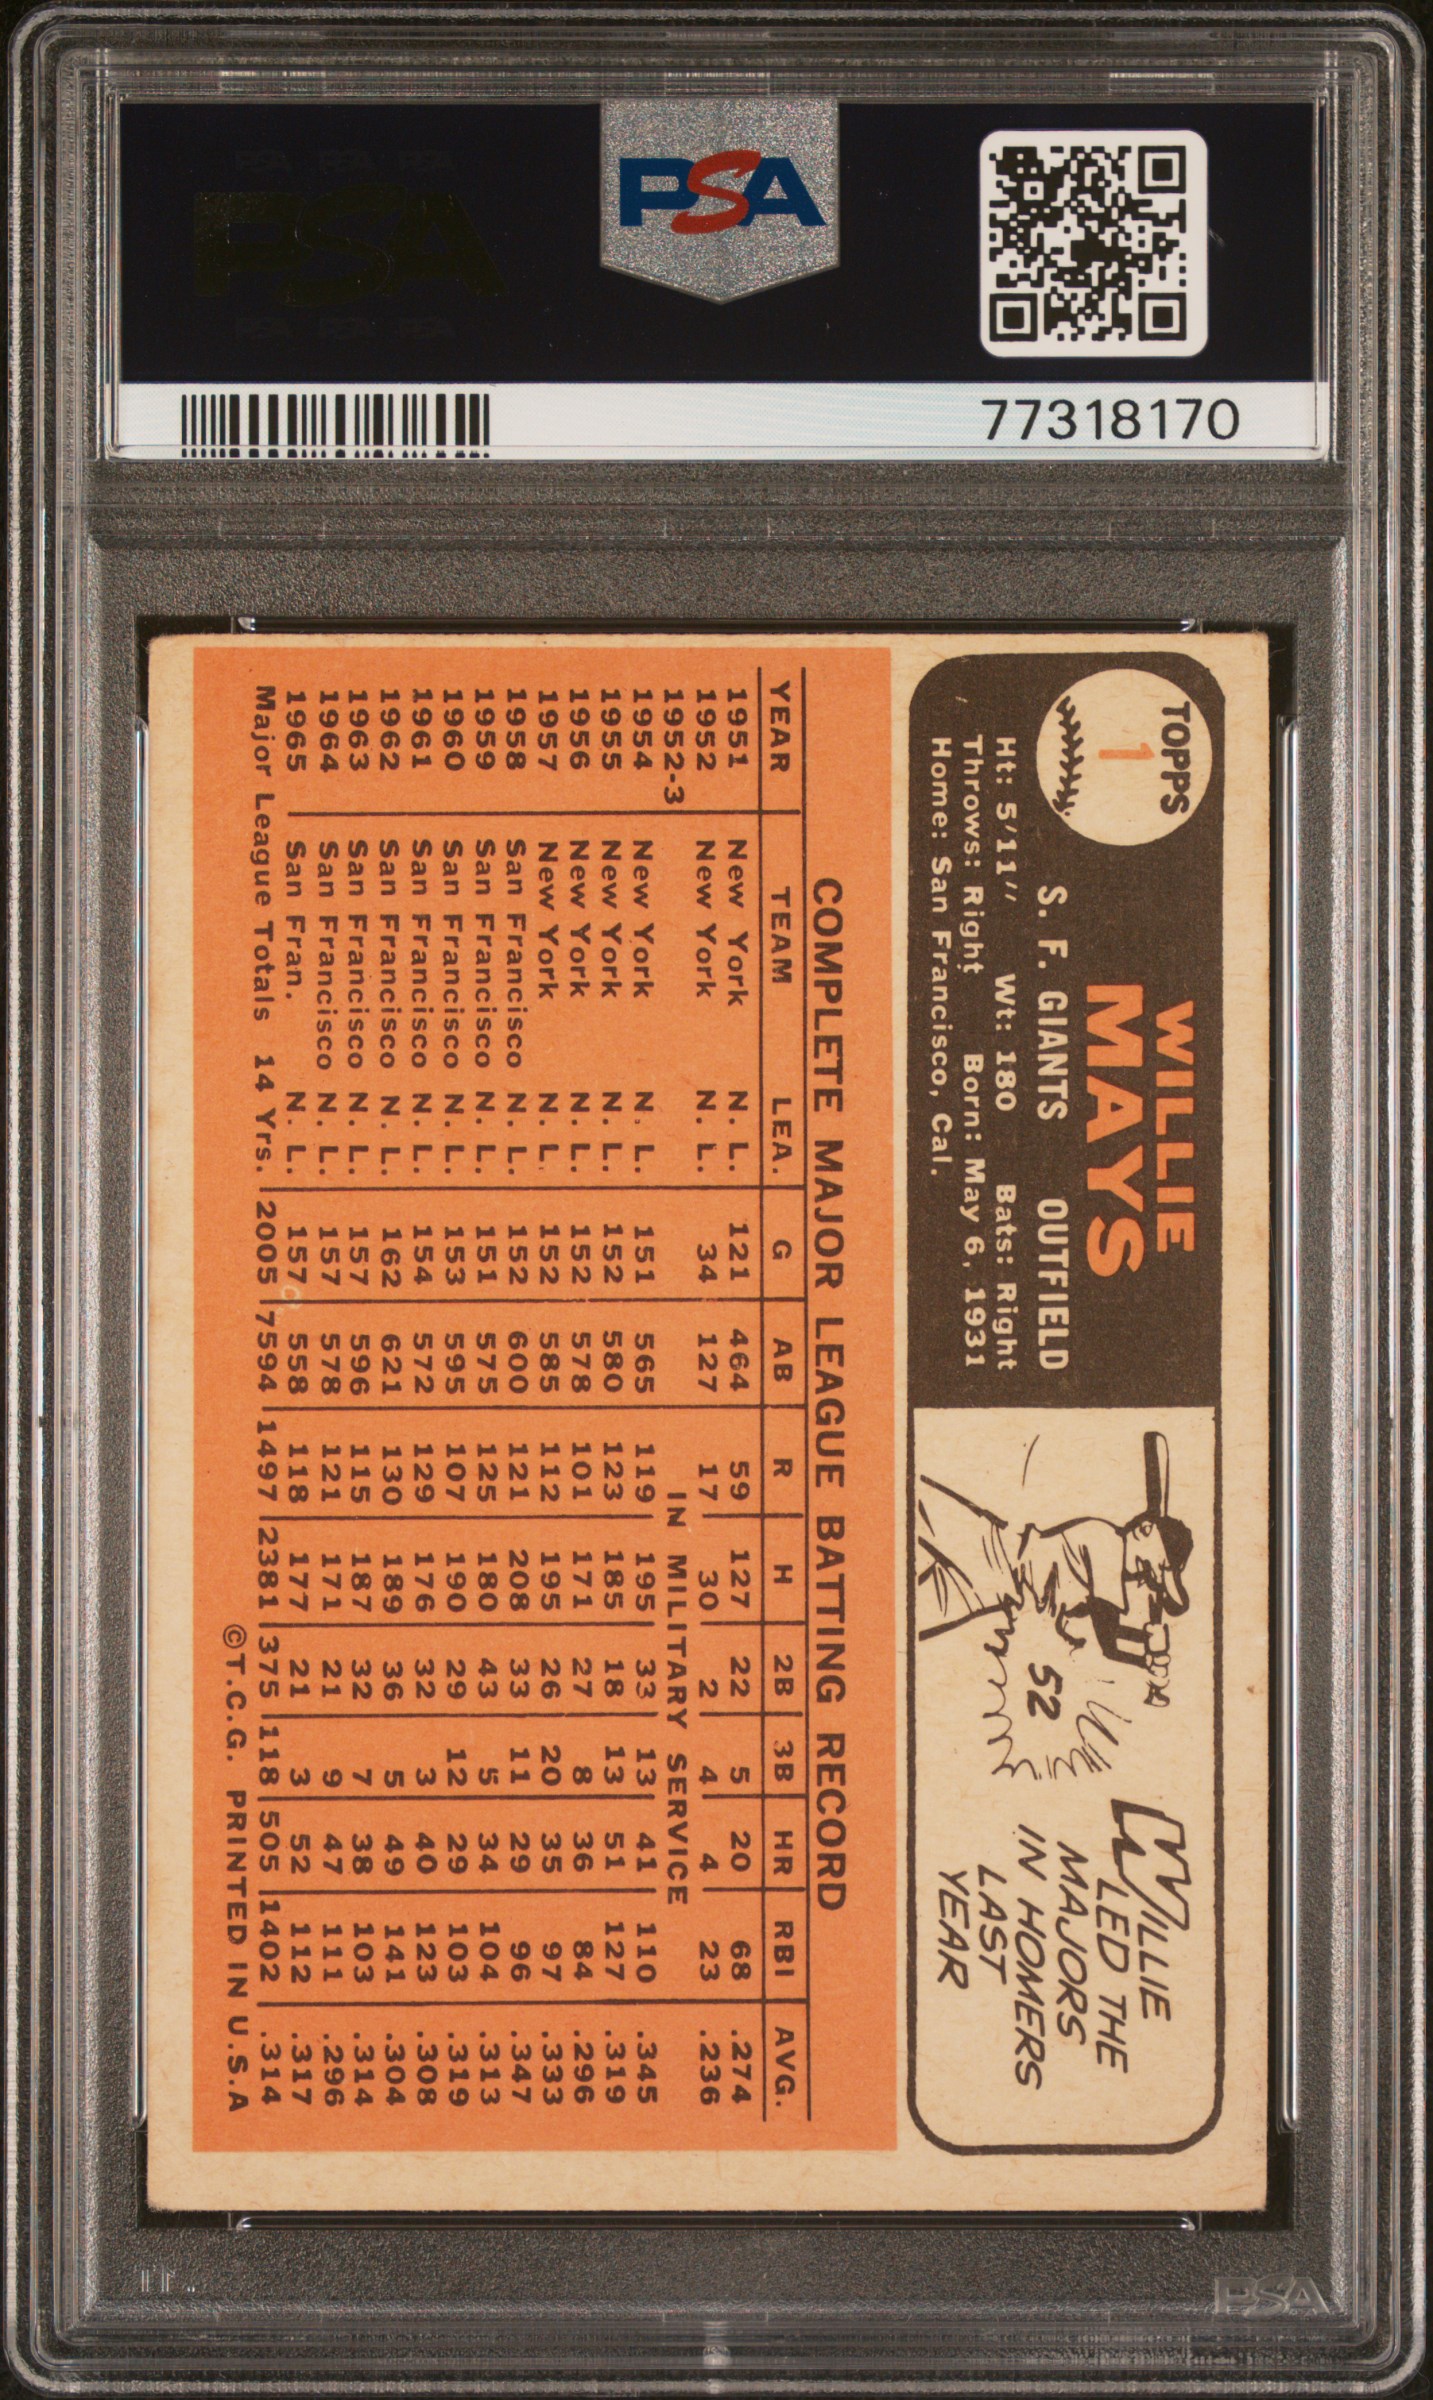 PSA
77318170
TOPPS
1
WILLIE
MAYS
S. F. GIANTS OUTFIELD
Ht: 5'11" Wt: 180 Bats: Right
Throws: Right Born: May 6, 1931
Home: San Francisco, Cal.
52
WILLIE
LED THE
MAJORS
IN HOMERS
LAST
YEAR
COMPLETE MAJOR LEAGUE BATTING RECORD
YEAR TEAM LEA. G AB R H 2B 3B HR RBI AVG.
1951 New York N. L. 121 464 59 127 22 5 20 68 .274
1952 New York N. L. 34 127 17 30 2 4 4 23 .236
1952-3 IN MILITARY SERVICE
1954 New York N. L. 151 565 119 195 33 13 41 110 .345
1955 New York N. L. 152 580 123 185 18 13 51 127 .319
1956 New York N. L. 152 578 101 171 27 8 36 84 .296
1957 New York N. L. 152 585 112 195 26 20 35 97 .333
1958 San Francisco N. L. 152 600 121 208 33 11 29 96 .347
1959 San Francisco N. L. 151 575 125 180 43 5 34 104 .313
1960 San Francisco N. L. 153 595 107 190 29 12 29 103 .319
1961 San Francisco N. L. 154 572 129 176 32 3 40 123 .308
1962 San Francisco N. L. 162 621 130 189 36 5 49 141 .304
1963 San Francisco N. L. 157 596 115 187 32 7 38 103 .314
1964 San Francisco N. L. 157 578 121 171 21 9 47 111 .296
1965 San Fran. N. L. 157 558 118 177 21 3 52 112 .317
Major League Totals 14 Yrs. 2005 7594 1497 2381 375 118 505 1402 .314
©T.C.G. PRINTED IN U.S.A
PSA